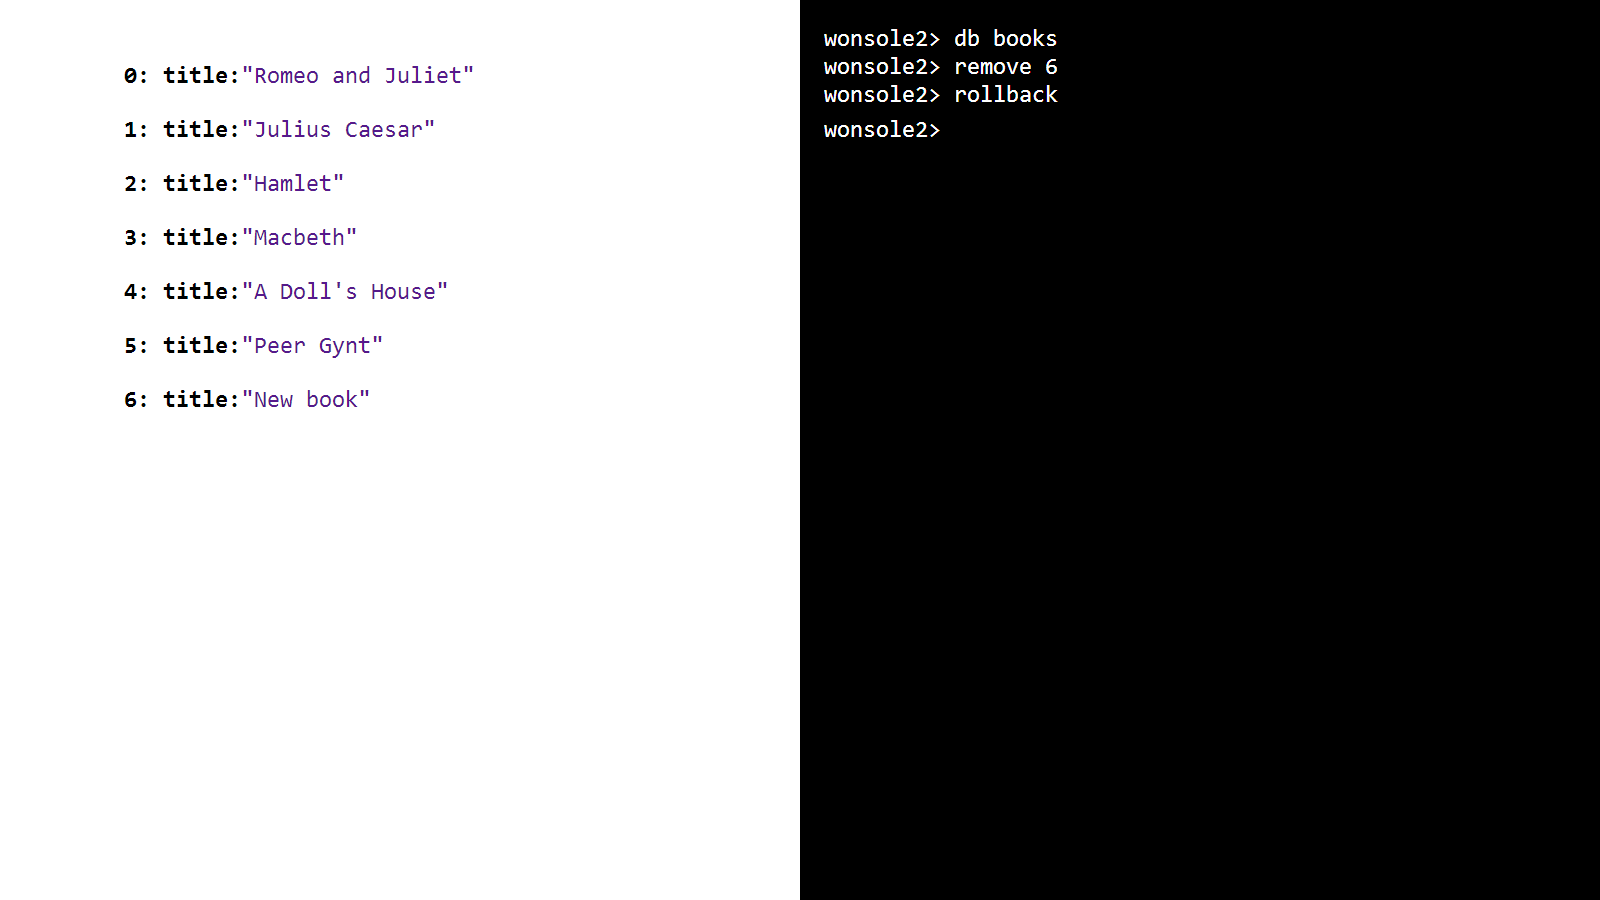 0: title:"Romeo and Juliet"
1: title:"Julius Caesar"
2: title:"Hamlet"
3: title:"Macbeth"
4: title:"A Doll's House"
5: title:"Peer Gynt"
6: title:"New book"
wonsole2> db books
wonsole2> remove 6
wonsole2> rollback
wonsole2>